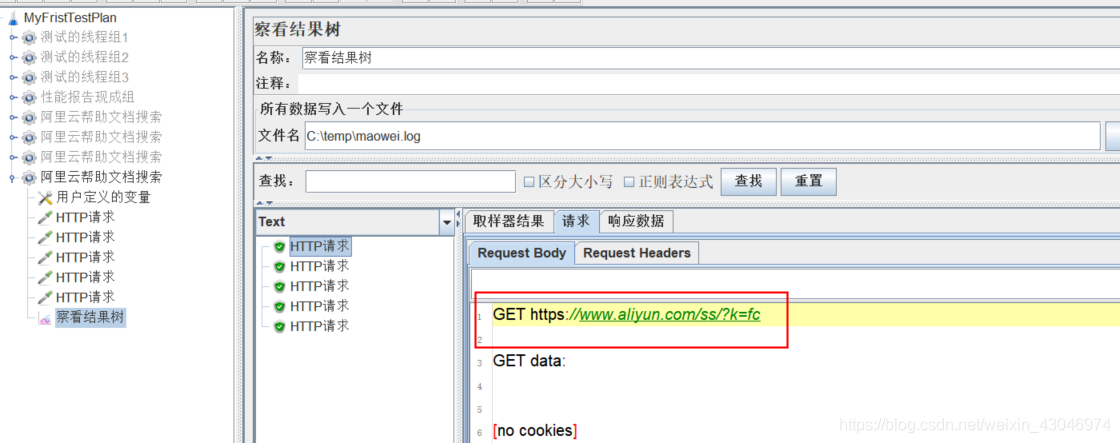 MyFristTestPlan
测试的线程组1
测试的线程组2
测试的线程组3
性能报告现成组
阿里云帮助文档搜索
阿里云帮助文档搜索
阿里云帮助文档搜索
阿里云帮助文档搜索
用户定义的变量
HTTP请求
HTTP请求
HTTP请求
HTTP请求
HTTP请求
察看结果树
察看结果树
名称： 察看结果树
注释：
所有数据写入一个文件
文件名 C:\temp\maowei.log
查找： 区分大小写 正则表达式 查找 重置
Text
HTTP请求
HTTP请求
HTTP请求
HTTP请求
HTTP请求
取样器结果 请求 响应数据
Request Body Request Headers
1 GET https://www.aliyun.com/ss/?k=fc
2
3 GET data:
4
5
6 [no cookies]
https://blog.csdn.net/weixin_43046974